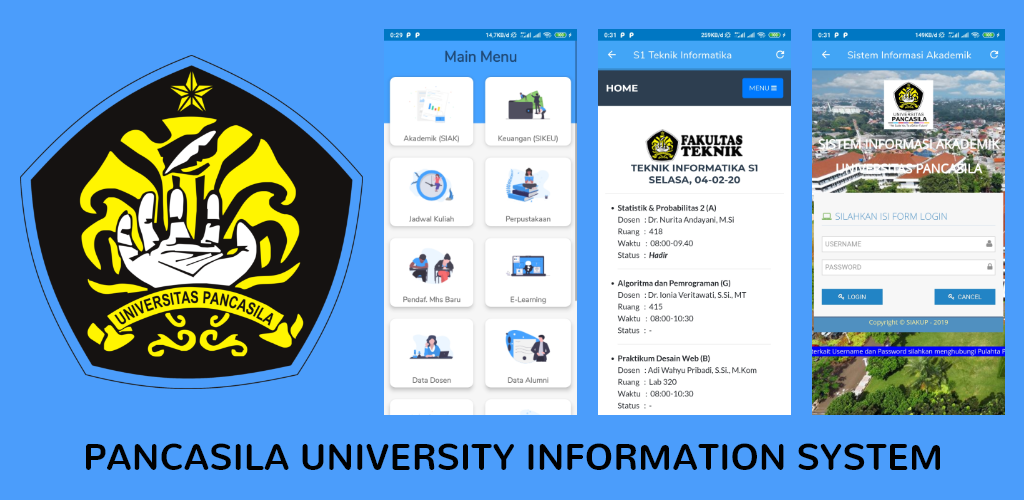 UNIVERSITAS PANCASILA
0:29 P P 14,7KB/d
Main Menu
Akademik (SIAK)
Keuangan (SIKEU)
Jadwal Kuliah
Perpustakaan
Pendaf. Mhs Baru
E-Learning
Data Dosen
Data Alumni
0:31 P P 259KB/d
S1 Teknik Informatika
HOME
MENU
FAKULTAS
TEKNIK
TEKNIK INFORMATIKA S1
SELASA, 04-02-20
• Statistik & Probabilitas 2 (A)
Dosen : Dr. Nurita Andayani, M.Si
Ruang : 418
Waktu : 08:00-09.40
Status : Hadir
• Algoritma dan Pemrograman (G)
Dosen : Dr. Ionia Veritawati, S.Si., MT
Ruang : 415
Waktu : 08:00-10:30
Status : -
• Praktikum Desain Web (B)
Dosen : Adi Wahyu Pribadi, S.Si., M.Kom
Ruang : Lab 320
Waktu : 08:00-10:30
Status : -
0:31 P P 149KB/d
Sistem Informasi Akademik
UNIVERSITAS
PANCASILA
SISTEM INFORMASI AKADEMIK
UNIVERSITAS PANCASILA
SILAHKAN ISI FORM LOGIN
USERNAME
PASSWORD
LOGIN
CANCEL
Copyright © SIAKUP - 2019
terkait Username dan Password silahkan menghubungi Pulahta P
PANCASILA UNIVERSITY INFORMATION SYSTEM